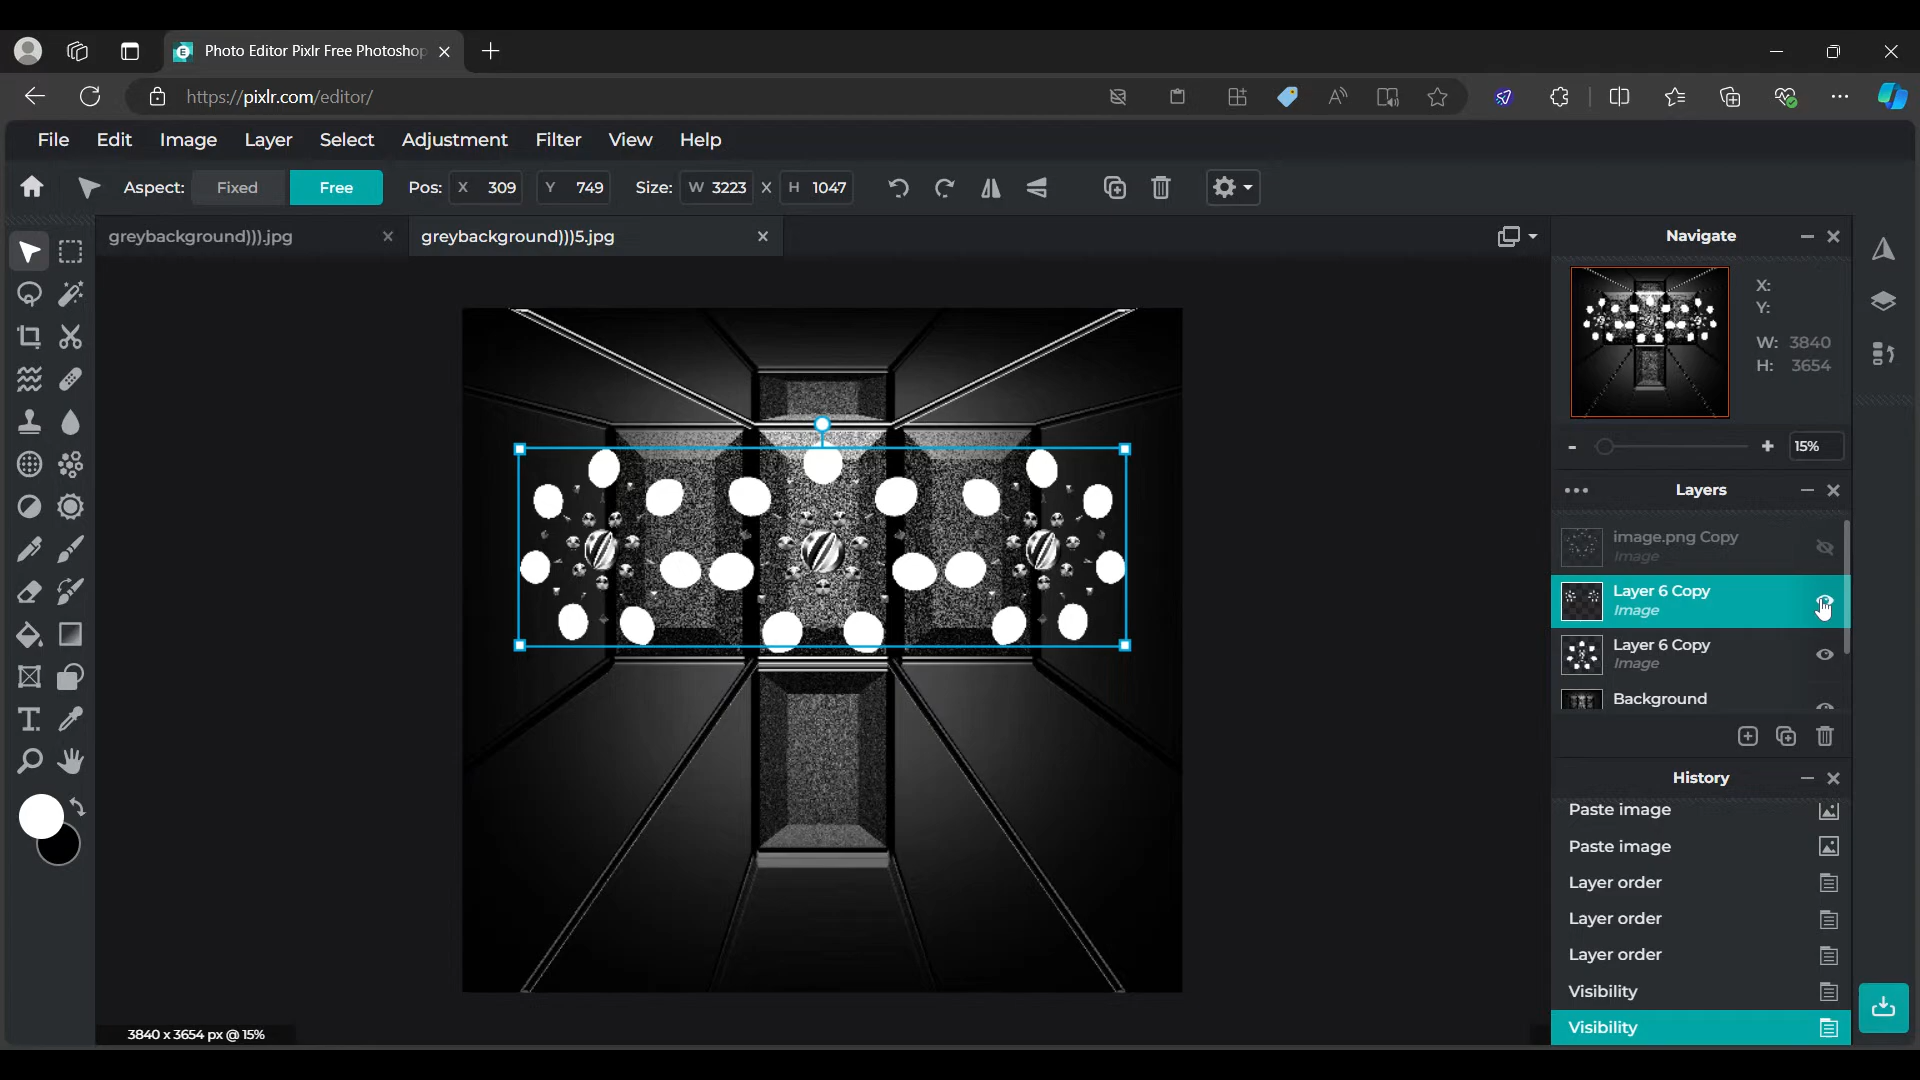 Photo Editor Pixlr Free Photoshop
https://pixlr.com/editor/
File Edit Image Layer Select Adjustment Filter View Help
Aspect: Fixed Free Pos: X 309 Y 749 Size: W 3223 X H 1047
greybackground))).jpg greybackground)))5.jpg
Navigate
X:
Y:
W: 3840
H: 3654
15%
Layers
image.png Copy
Image
Layer 6 Copy
Image
Layer 6 Copy
Image
Background
History
Paste image
Paste image
Layer order
Layer order
Layer order
Visibility
Visibility
3840 x 3654 px @ 15%